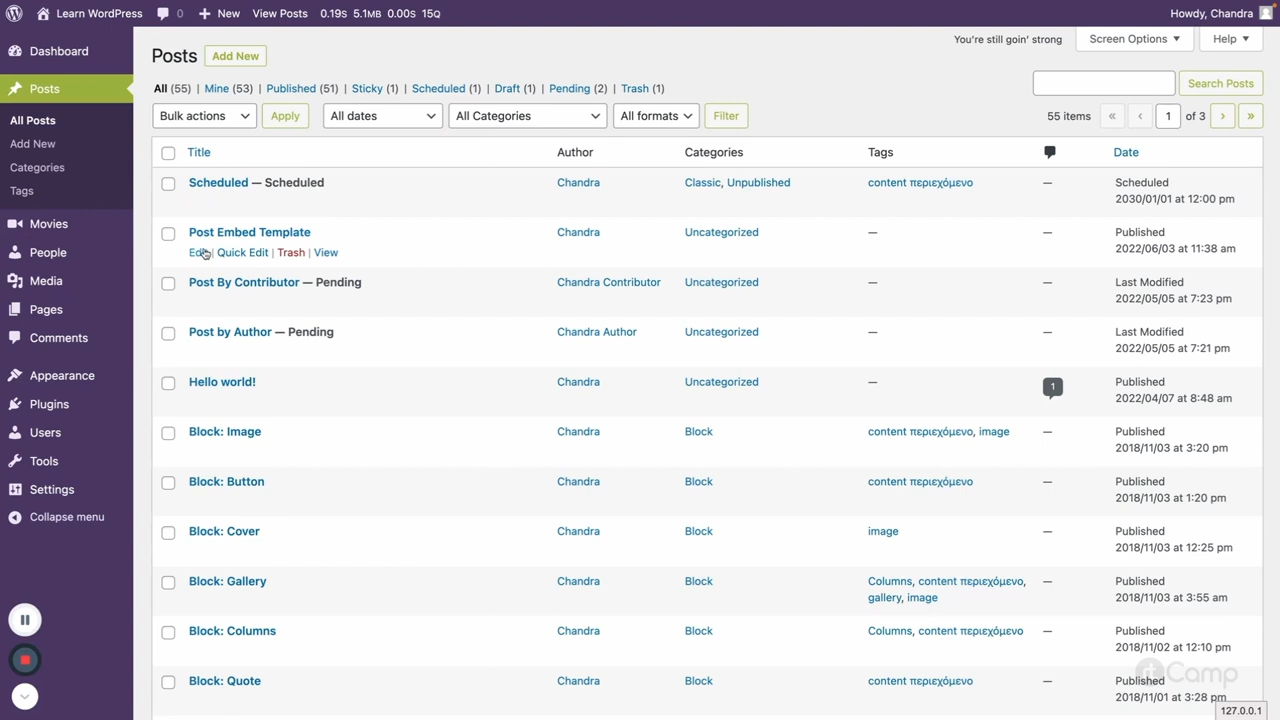 Learn WordPress 0 New View Posts 0.19S 5.1MB 0.00S 15Q Howdy, Chandra
You're still goin' strong Screen Options Help
Dashboard
Posts
All Posts
Add New
Categories
Tags
Movies
People
Media
Pages
Comments
Appearance
Plugins
Users
Tools
Settings
Collapse menu
Posts Add New
All (55) | Mine (53) | Published (51) | Sticky (1) | Scheduled (1) | Draft (1) | Pending (2) | Trash (1)
Search Posts
Bulk actions Apply All dates All Categories All formats Filter 55 items « ‹ 1 of 3 › »
Title Author Categories Tags Date
Scheduled — Scheduled Chandra Classic, Unpublished content περιεχόμενο — Scheduled
2030/01/01 at 12:00 pm
Post Embed Template Chandra Uncategorized — — Published
Edit | Quick Edit | Trash | View 2022/06/03 at 11:38 am
Post By Contributor — Pending Chandra Contributor Uncategorized — — Last Modified
2022/05/05 at 7:23 pm
Post by Author — Pending Chandra Author Uncategorized — — Last Modified
2022/05/05 at 7:21 pm
Hello world! Chandra Uncategorized — 1 Published
2022/04/07 at 8:48 am
Block: Image Chandra Block content περιεχόμενο, image — Published
2018/11/03 at 3:20 pm
Block: Button Chandra Block content περιεχόμενο — Published
2018/11/03 at 1:20 pm
Block: Cover Chandra Block image — Published
2018/11/03 at 12:25 pm
Block: Gallery Chandra Block Columns, content περιεχόμενο, — Published
gallery, image 2018/11/03 at 3:55 am
Block: Columns Chandra Block Columns, content περιεχόμενο — Published
2018/11/02 at 12:10 pm
Block: Quote Chandra Block content περιεχόμενο — Published
2018/11/01 at 3:28 pm
rtCamp
127.0.0.1